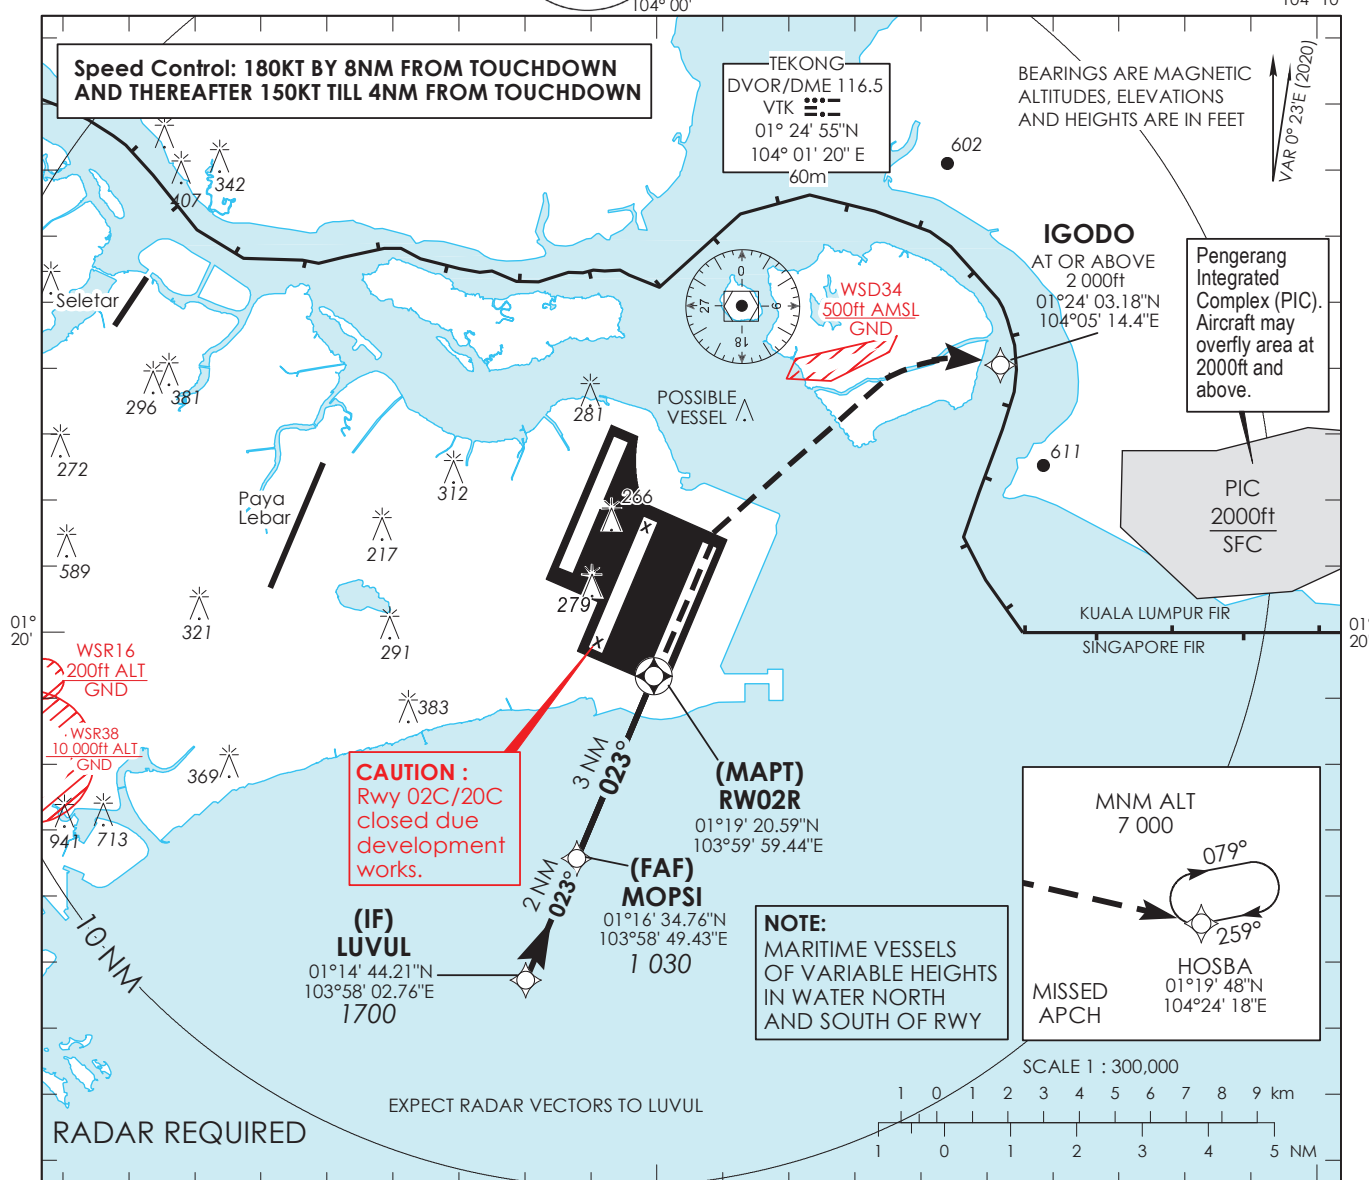 104° 00'
104° 10'
Speed Control: 180KT BY 8NM FROM TOUCHDOWN
AND THEREAFTER 150KT TILL 4NM FROM TOUCHDOWN
TEKONG
DVOR/DME 116.5
VTK
01° 24' 55"N
104° 01' 20" E
60m
BEARINGS ARE MAGNETIC
ALTITUDES, ELEVATIONS
AND HEIGHTS ARE IN FEET
VAR 0° 23'E (2020)
602
342
407
IGODO
AT OR ABOVE
2 000ft
01°24' 03.18"N
104°05' 14.4"E
Pengerang
Integrated
Complex (PIC).
Aircraft may
overfly area at
2000ft and
above.
Seletar
0
9
18
27
WSD34
500ft AMSL
GND
296
381
281
POSSIBLE
VESSEL
272
312
611
Paya
Lebar
266
PIC
2000ft
SFC
X
217
589
279
321
291
X
KUALA LUMPUR FIR
SINGAPORE FIR
01°
20'
01°
20'
WSR16
200ft ALT
GND
383
WSR38
10 000ft ALT
GND
369
941
713
CAUTION :
Rwy 02C/20C
closed due
development
works.
3 NM
023°
(MAPT)
RW02R
01°19' 20.59"N
103°59' 59.44"E
MNM ALT
7 000
079°
259°
HOSBA
01°19' 48"N
104°24' 18"E
MISSED
APCH
2 NM
023°
(FAF)
MOPSI
01°16' 34.76"N
103°58' 49.43"E
1 030
(IF)
LUVUL
01°14' 44.21"N
103°58' 02.76"E
1700
NOTE:
MARITIME VESSELS
OF VARIABLE HEIGHTS
IN WATER NORTH
AND SOUTH OF RWY
10 NM
SCALE 1 : 300,000
1 0 1 2 3 4 5 6 7 8 9 km
1 0 1 2 3 4 5 NM
EXPECT RADAR VECTORS TO LUVUL
RADAR REQUIRED